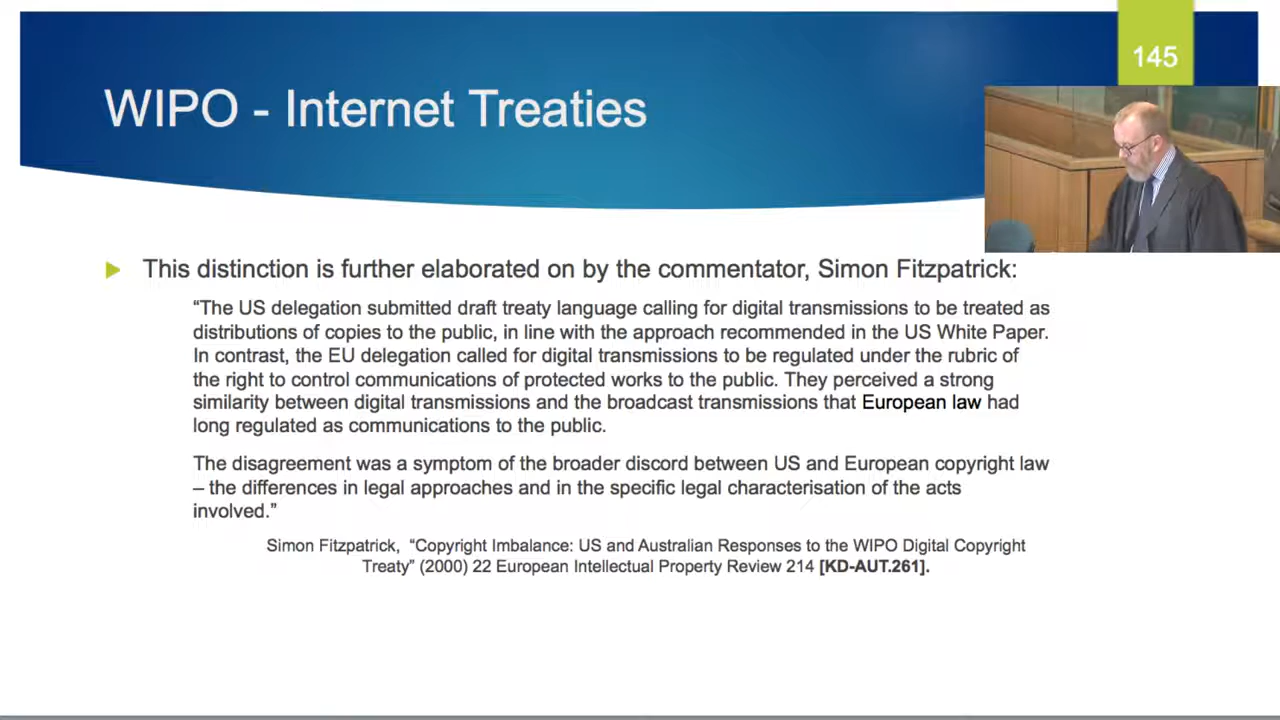 145
WIPO - Internet Treaties
This distinction is further elaborated on by the commentator, Simon Fitzpatrick:
“The US delegation submitted draft treaty language calling for digital transmissions to be treated as
distributions of copies to the public, in line with the approach recommended in the US White Paper.
In contrast, the EU delegation called for digital transmissions to be regulated under the rubric of
the right to control communications of protected works to the public. They perceived a strong
similarity between digital transmissions and the broadcast transmissions that European law had
long regulated as communications to the public.
The disagreement was a symptom of the broader discord between US and European copyright law
– the differences in legal approaches and in the specific legal characterisation of the acts
involved.”
Simon Fitzpatrick, “Copyright Imbalance: US and Australian Responses to the WIPO Digital Copyright
Treaty” (2000) 22 European Intellectual Property Review 214 [KD-AUT.261].